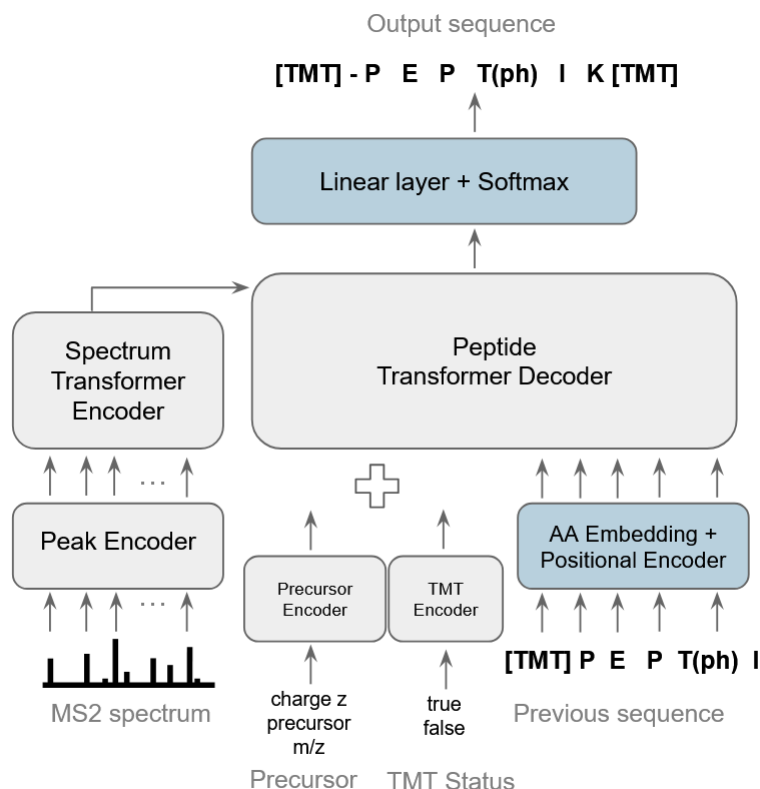 Output sequence
[TMT] - P E P T(ph) I K [TMT]
Linear layer + Softmax
Peptide
Transformer Decoder
Spectrum
Transformer
Encoder
Peak Encoder
Precursor
Encoder
TMT
Encoder
AA Embedding +
Positional Encoder
[TMT] P E P T(ph) I
MS2 spectrum
charge z
precursor
m/z
true
false
Previous sequence
Precursor
TMT Status